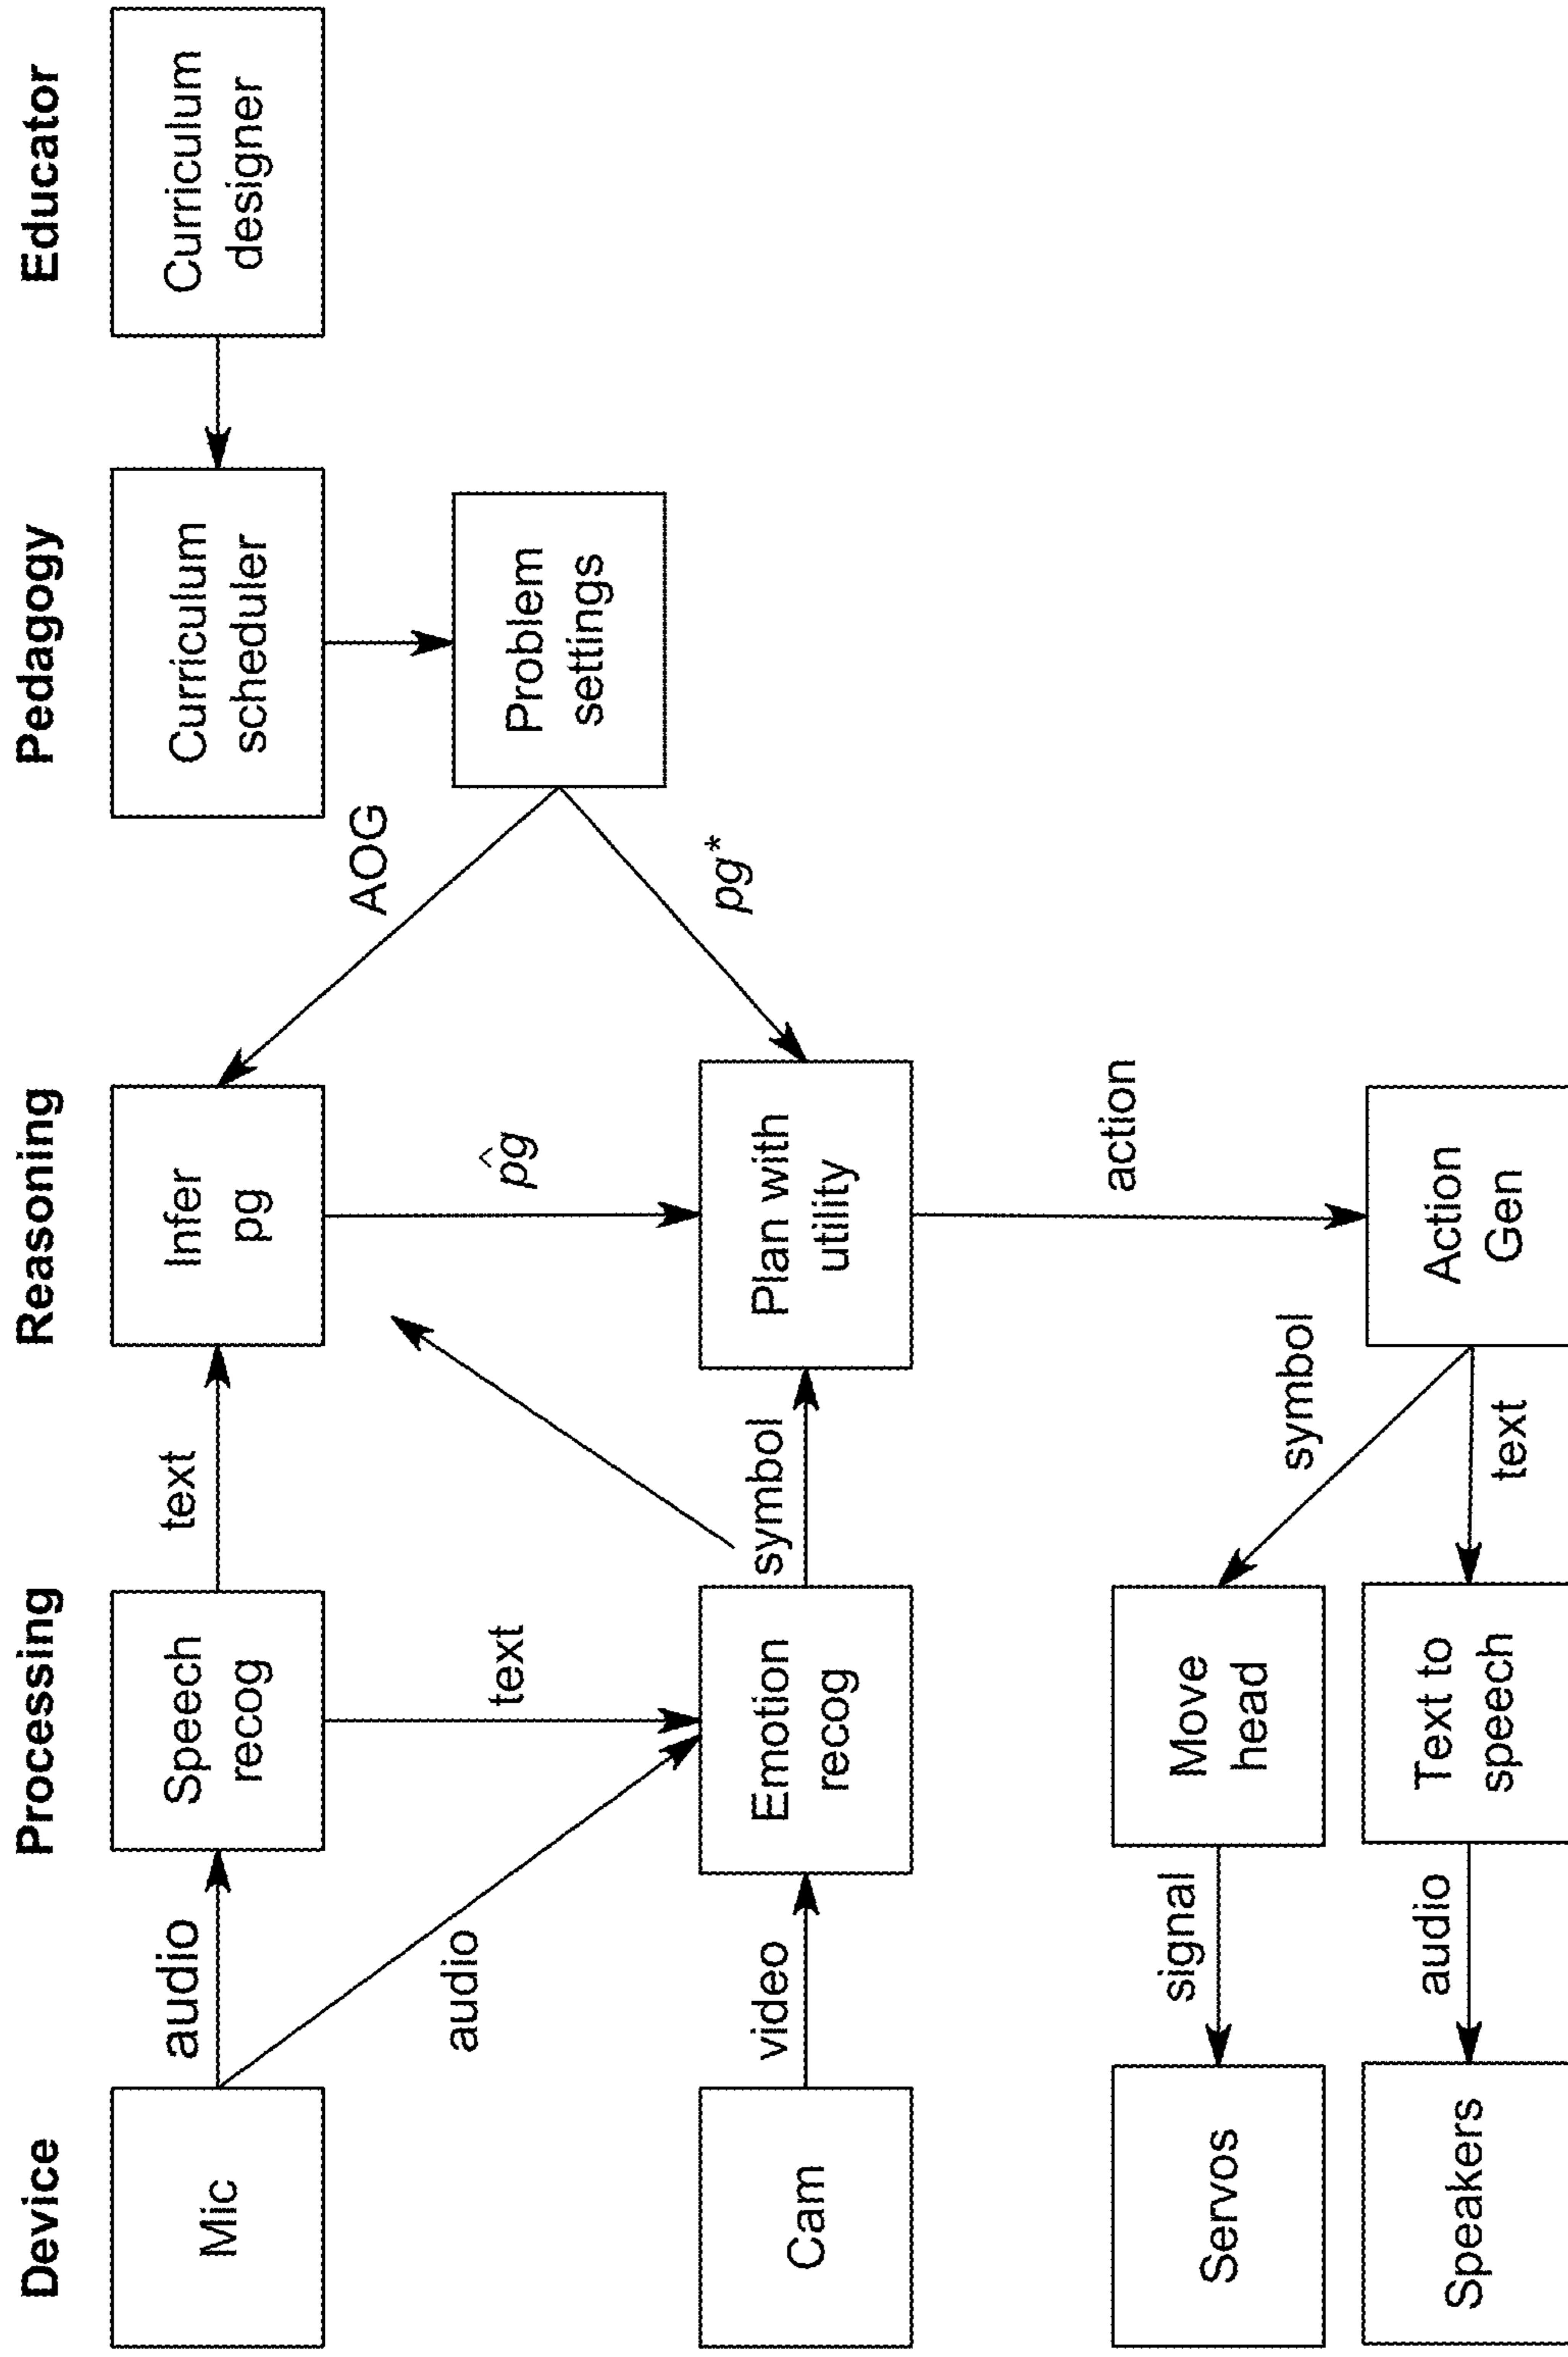 Device
Processing
Reasoning
Pedagogy
Educator
Mic
audio
Speech
recog
text
Infer
pg
AOG
Curriculum
scheduler
Curriculum
designer
audio
text
p̂g
Problem
settings
pg*
Cam
video
Emotion
recog
symbol
Plan with
utility
action
Servos
signal
Move
head
symbol
Speakers
audio
Text to
speech
text
Action
Gen